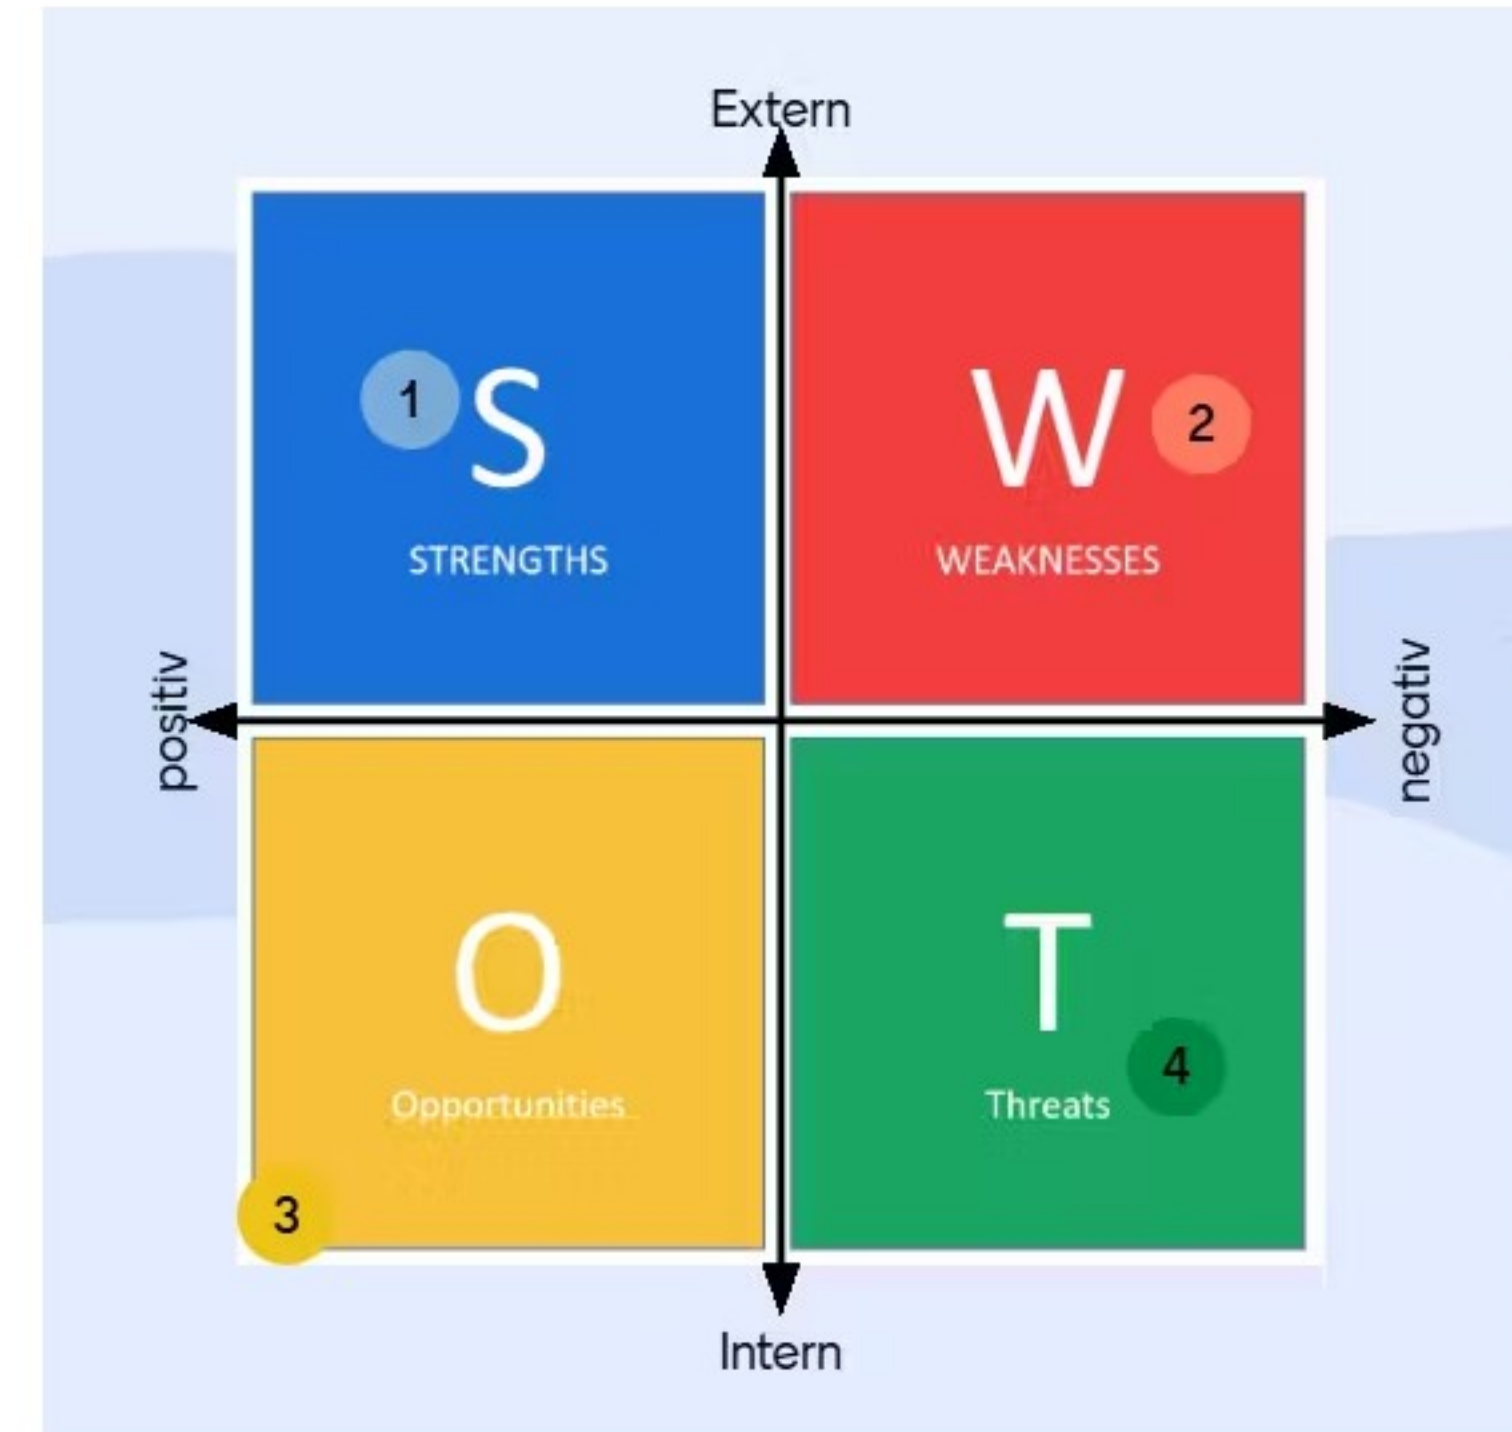 Extern
1
S
STRENGTHS
W
2
WEAKNESSES
positiv
negativ
O
Opportunities
3
T
4
Threats
Intern